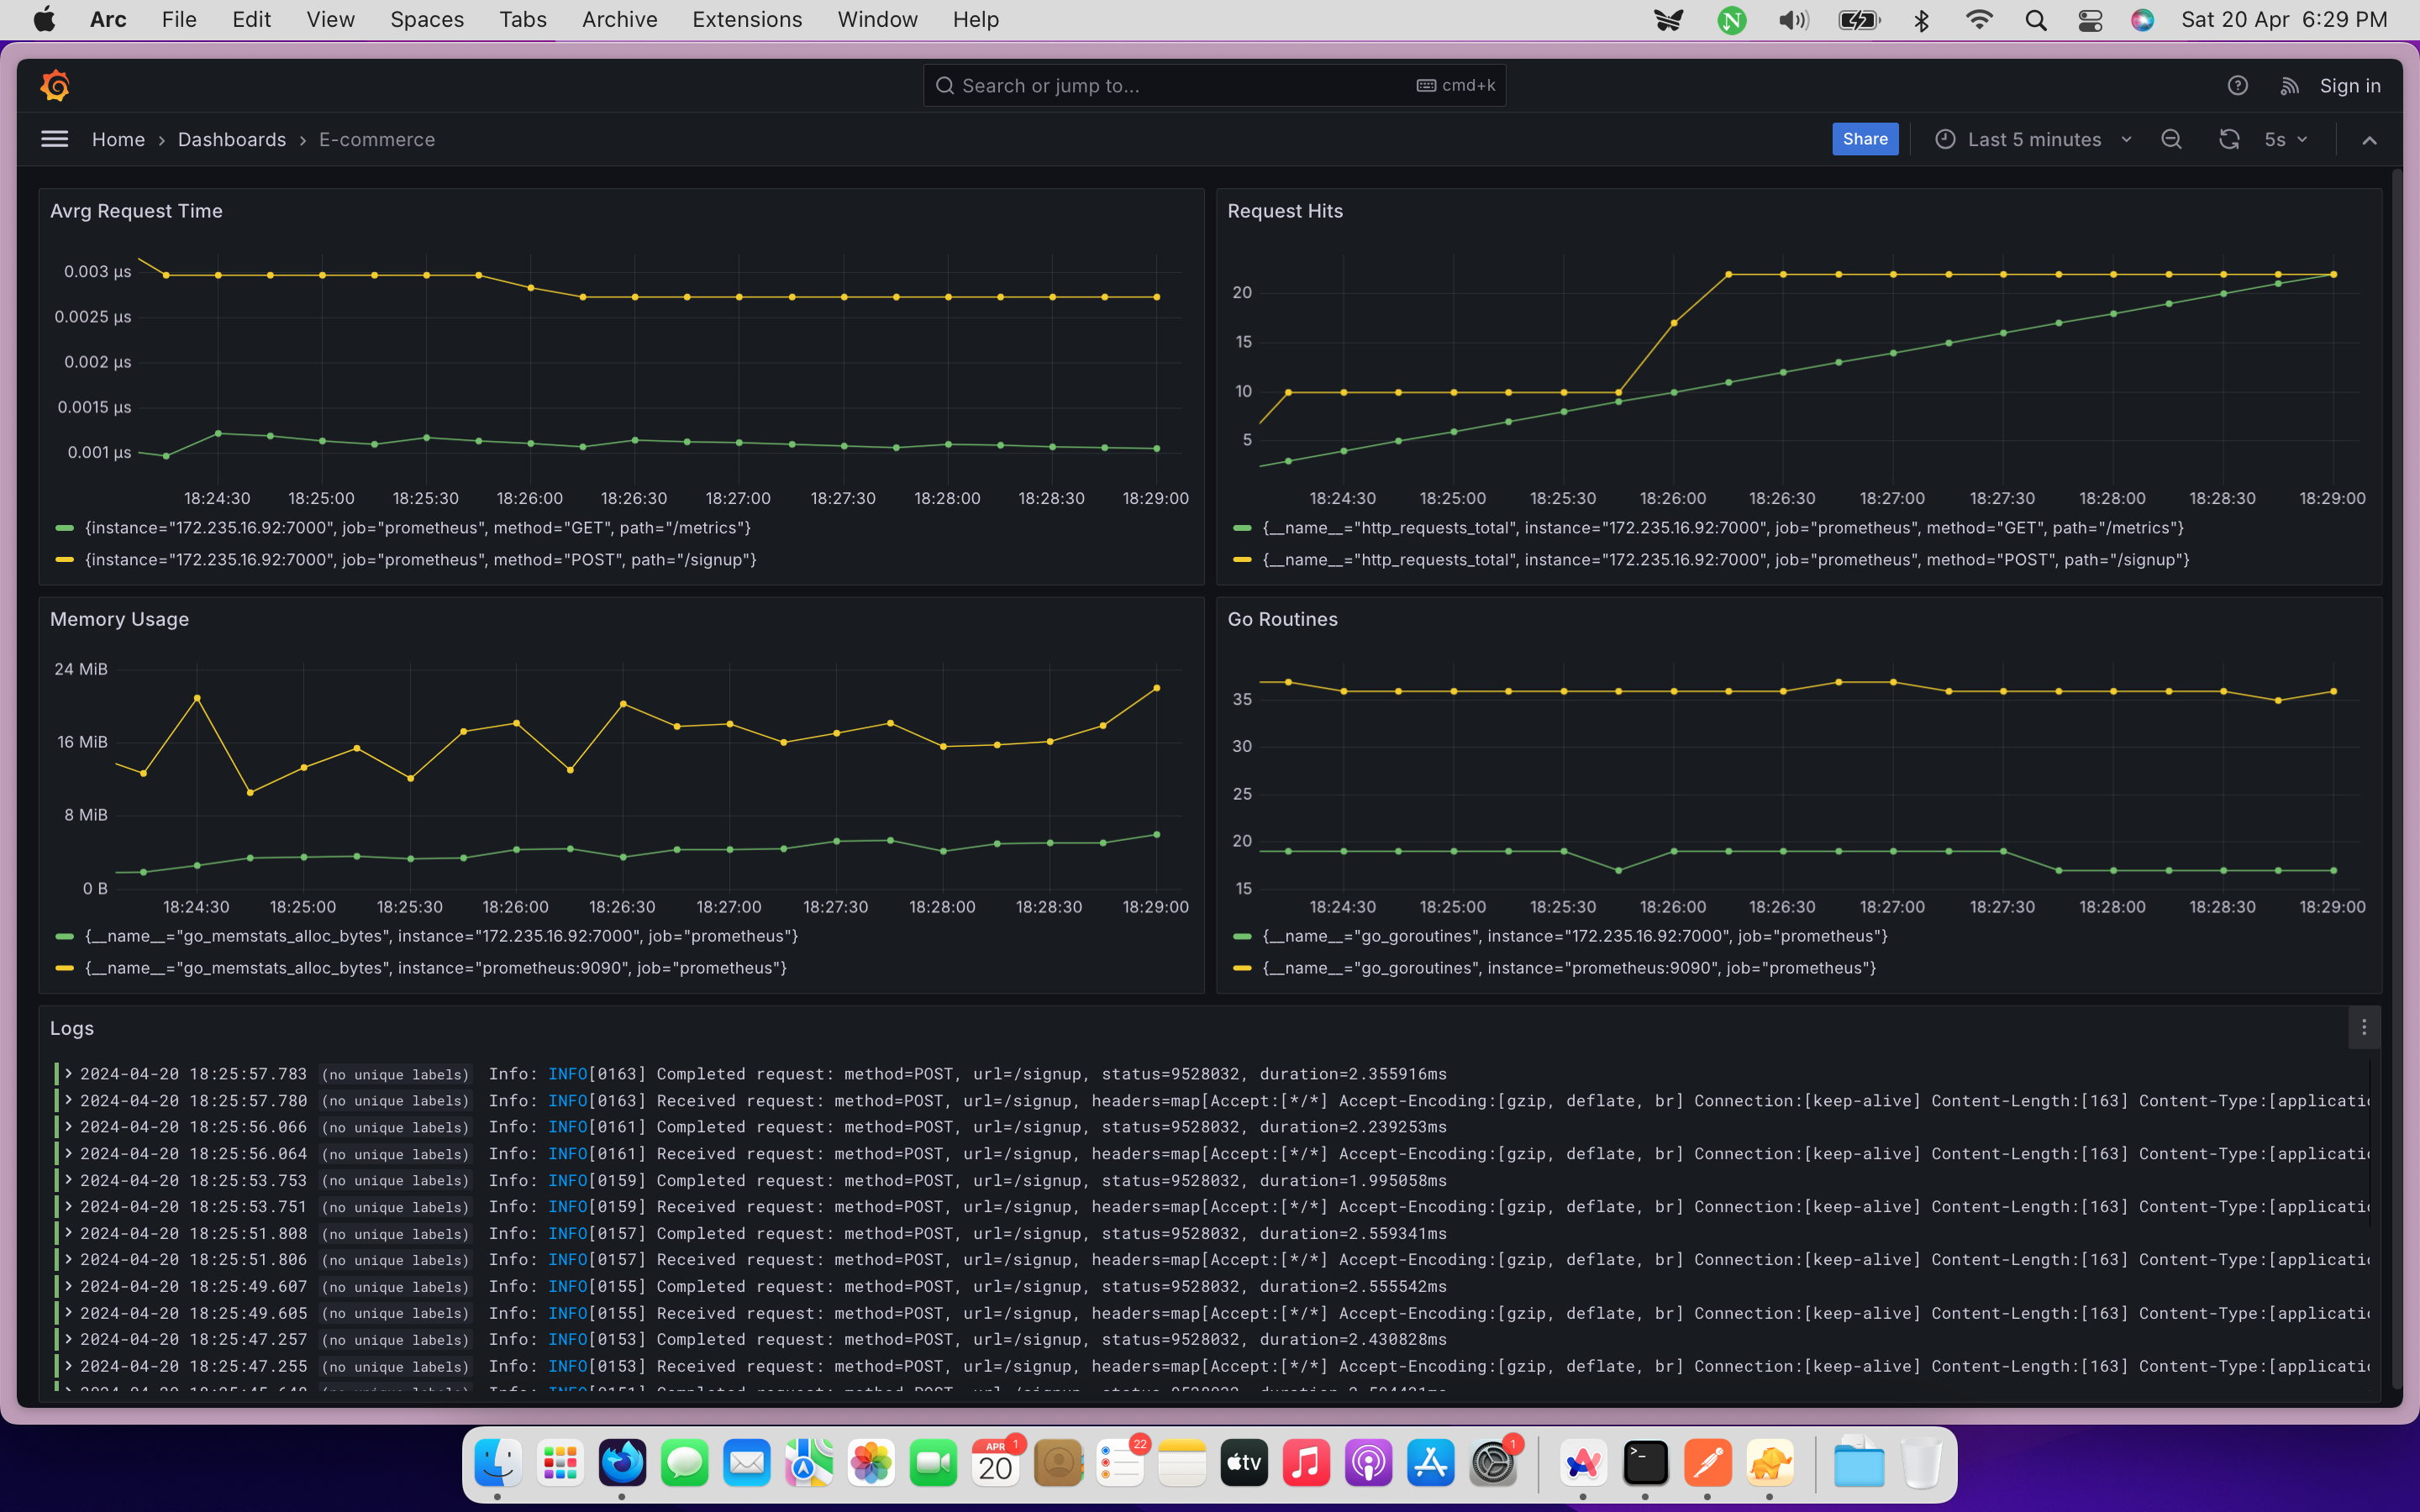 Arc File Edit View Spaces Tabs Archive Extensions Window Help Sat 20 Apr 6:29 PM
Search or jump to... cmd+k Sign in
Home › Dashboards › E-commerce Share Last 5 minutes 5s
Avrg Request Time
0.003 µs
0.0025 µs
0.002 µs
0.0015 µs
0.001 µs
18:24:30 18:25:00 18:25:30 18:26:00 18:26:30 18:27:00 18:27:30 18:28:00 18:28:30 18:29:00
{instance="172.235.16.92:7000", job="prometheus", method="GET", path="/metrics"}
{instance="172.235.16.92:7000", job="prometheus", method="POST", path="/signup"}
Request Hits
20
15
10
5
18:24:30 18:25:00 18:25:30 18:26:00 18:26:30 18:27:00 18:27:30 18:28:00 18:28:30 18:29:00
{__name__="http_requests_total", instance="172.235.16.92:7000", job="prometheus", method="GET", path="/metrics"}
{__name__="http_requests_total", instance="172.235.16.92:7000", job="prometheus", method="POST", path="/signup"}
Memory Usage
24 MiB
16 MiB
8 MiB
0 B
18:24:30 18:25:00 18:25:30 18:26:00 18:26:30 18:27:00 18:27:30 18:28:00 18:28:30 18:29:00
{__name__="go_memstats_alloc_bytes", instance="172.235.16.92:7000", job="prometheus"}
{__name__="go_memstats_alloc_bytes", instance="prometheus:9090", job="prometheus"}
Go Routines
35
30
25
20
15
18:24:30 18:25:00 18:25:30 18:26:00 18:26:30 18:27:00 18:27:30 18:28:00 18:28:30 18:29:00
{__name__="go_goroutines", instance="172.235.16.92:7000", job="prometheus"}
{__name__="go_goroutines", instance="prometheus:9090", job="prometheus"}
Logs
2024-04-20 18:25:57.783 (no unique labels) Info: INFO[0163] Completed request: method=POST, url=/signup, status=9528032, duration=2.355916ms
2024-04-20 18:25:57.780 (no unique labels) Info: INFO[0163] Received request: method=POST, url=/signup, headers=map[Accept:[*/*] Accept-Encoding:[gzip, deflate, br] Connection:[keep-alive] Content-Length:[163] Content-Type:[applicatic
2024-04-20 18:25:56.066 (no unique labels) Info: INFO[0161] Completed request: method=POST, url=/signup, status=9528032, duration=2.239253ms
2024-04-20 18:25:56.064 (no unique labels) Info: INFO[0161] Received request: method=POST, url=/signup, headers=map[Accept:[*/*] Accept-Encoding:[gzip, deflate, br] Connection:[keep-alive] Content-Length:[163] Content-Type:[applicatic
2024-04-20 18:25:53.753 (no unique labels) Info: INFO[0159] Completed request: method=POST, url=/signup, status=9528032, duration=1.995058ms
2024-04-20 18:25:53.751 (no unique labels) Info: INFO[0159] Received request: method=POST, url=/signup, headers=map[Accept:[*/*] Accept-Encoding:[gzip, deflate, br] Connection:[keep-alive] Content-Length:[163] Content-Type:[applicatic
2024-04-20 18:25:51.808 (no unique labels) Info: INFO[0157] Completed request: method=POST, url=/signup, status=9528032, duration=2.559341ms
2024-04-20 18:25:51.806 (no unique labels) Info: INFO[0157] Received request: method=POST, url=/signup, headers=map[Accept:[*/*] Accept-Encoding:[gzip, deflate, br] Connection:[keep-alive] Content-Length:[163] Content-Type:[applicatic
2024-04-20 18:25:49.607 (no unique labels) Info: INFO[0155] Completed request: method=POST, url=/signup, status=9528032, duration=2.555542ms
2024-04-20 18:25:49.605 (no unique labels) Info: INFO[0155] Received request: method=POST, url=/signup, headers=map[Accept:[*/*] Accept-Encoding:[gzip, deflate, br] Connection:[keep-alive] Content-Length:[163] Content-Type:[applicatic
2024-04-20 18:25:47.257 (no unique labels) Info: INFO[0153] Completed request: method=POST, url=/signup, status=9528032, duration=2.430828ms
2024-04-20 18:25:47.255 (no unique labels) Info: INFO[0153] Received request: method=POST, url=/signup, headers=map[Accept:[*/*] Accept-Encoding:[gzip, deflate, br] Connection:[keep-alive] Content-Length:[163] Content-Type:[applicatic
APR 1 22 1
20 tv